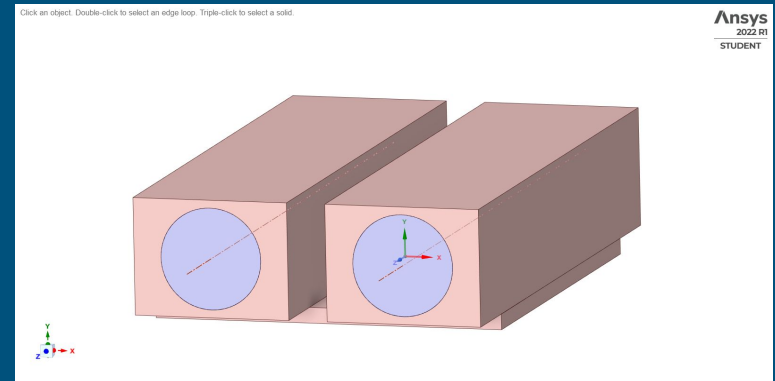 Click an object. Double-click to select an edge loop. Triple-click to select a solid.
Ansys
2022 R1
STUDENT
Y
X
Z
Y
Z
X